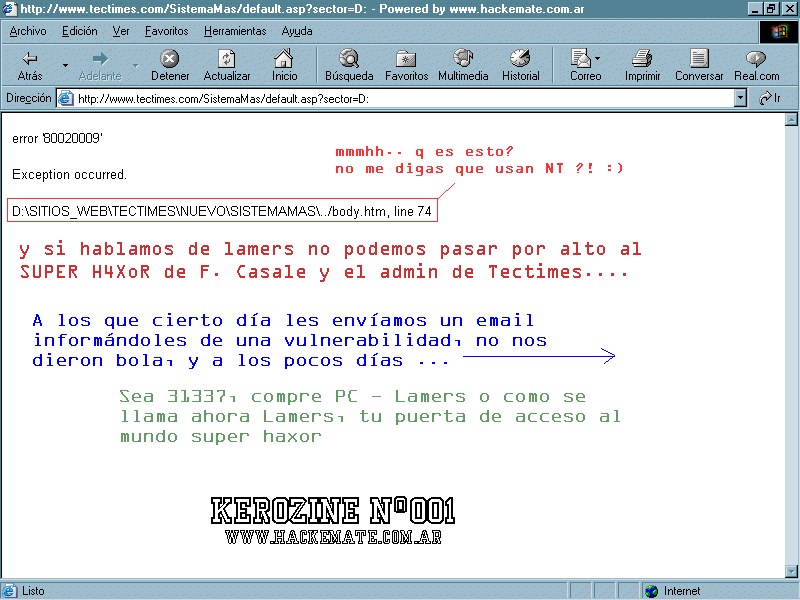 http://www.tectimes.com/SistemaMas/default.asp?sector=D: - Powered by www.hackemate.com.ar
Archivo Edición Ver Favoritos Herramientas Ayuda
Atrás Adelante Detener Actualizar Inicio Búsqueda Favoritos Multimedia Historial Correo Imprimir Conversar Real.com
Dirección http://www.tectimes.com/SistemaMas/default.asp?sector=D: Ir
error '80020009'
mmmhh.. q es esto?
no me digas que usan NT ?! :)
Exception occurred.
D:\SITIOS_WEB\TECTIMES\NUEVO\SISTEMAMAS\../body.htm, line 74
y si hablamos de lamers no podemos pasar por alto al
SUPER H4XoR de F. Casale y el admin de Tectimes....
A los que cierto día les envíamos un email
informándoles de una vulnerabilidad, no nos
dieron bola, y a los pocos días ...
Sea 31337, compre PC - Lamers o como se
llama ahora Lamers, tu puerta de acceso al
mundo super haxor
KEROZINE Nº001
WWW.HACKEMATE.COM.AR
Listo Internet